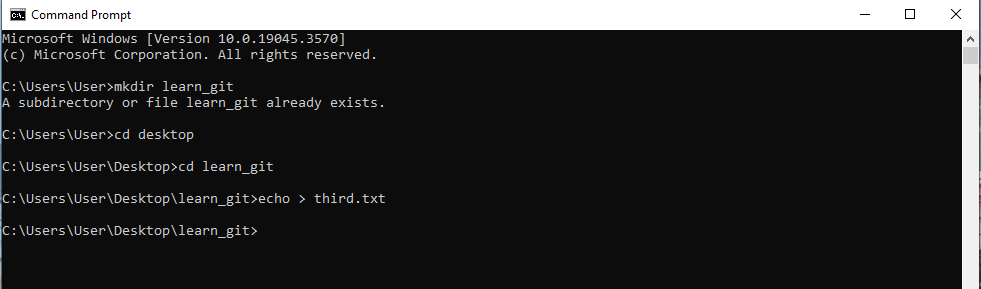 Command Prompt
Microsoft Windows [Version 10.0.19045.3570]
(c) Microsoft Corporation. All rights reserved.
C:\Users\User>mkdir learn_git
A subdirectory or file learn_git already exists.
C:\Users\User>cd desktop
C:\Users\User\Desktop>cd learn_git
C:\Users\User\Desktop\learn_git>echo > third.txt
C:\Users\User\Desktop\learn_git>